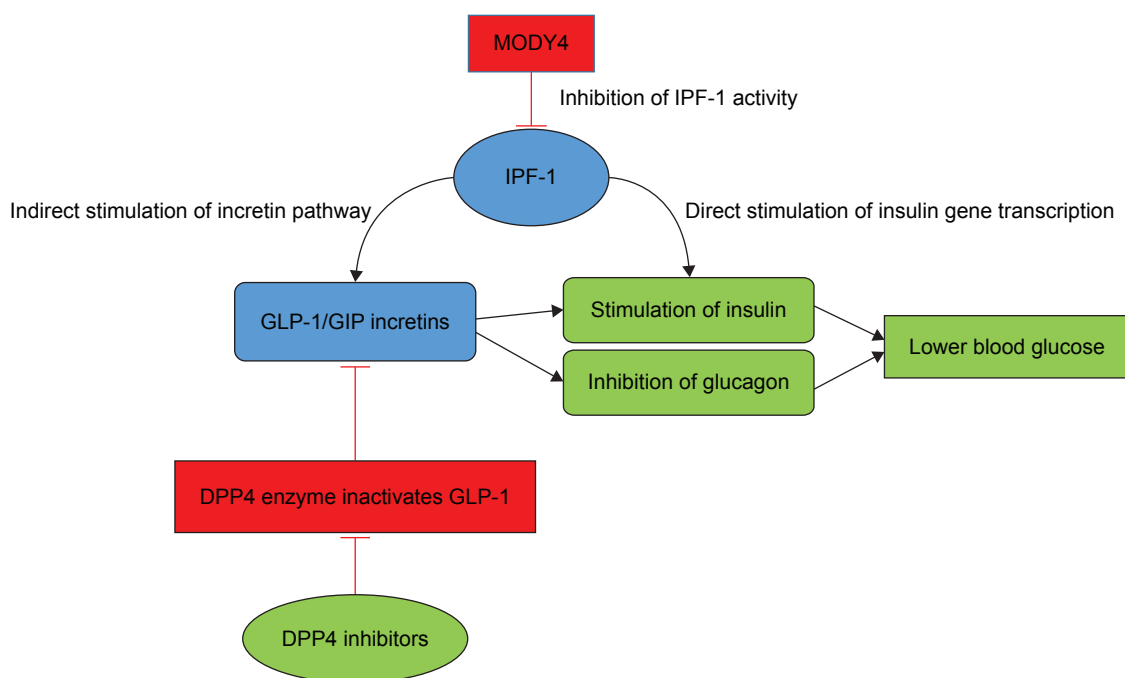 MODY4
Inhibition of IPF-1 activity
IPF-1
Indirect stimulation of incretin pathway
Direct stimulation of insulin gene transcription
GLP-1/GIP incretins
Stimulation of insulin
Inhibition of glucagon
Lower blood glucose
DPP4 enzyme inactivates GLP-1
DPP4 inhibitors